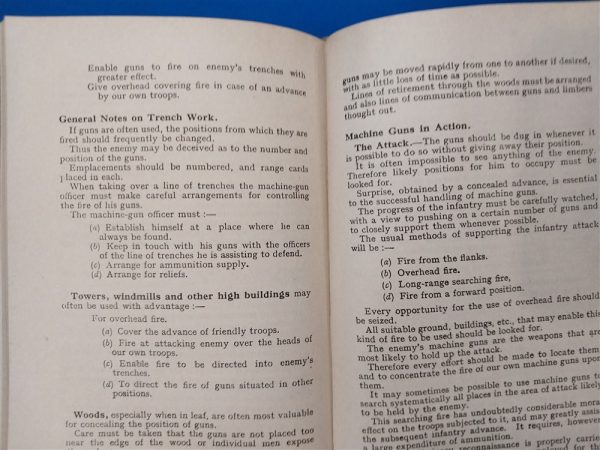 Enable guns to fire on enemy's trenches with
greater effect.
Give overhead covering fire in case of an advance
by our own troops.
General Notes on Trench Work.
If guns are often used, the positions from which they are
fired should frequently be changed.
Thus the enemy may be deceived as to the number and
position of the guns.
Emplacements should be numbered, and range cards
placed in each.
When taking over a line of trenches the machine-gun
officer must make careful arrangements for controlling
the fire of his guns.
The machine-gun officer must :—
(a) Establish himself at a place where he can
always be found.
(b) Keep in touch with his guns with the officers
of the line of trenches he is assisting to defend.
(c) Arrange for ammunition supply.
(d) Arrange for reliefs.
Towers, windmills and other high buildings may
often be used with advantage :—
For overhead fire.
(a) Cover the advance of friendly troops.
(b) Fire at attacking enemy over the heads of
our own troops.
(c) Enable fire to be directed into enemy's
trenches.
(d) To direct the fire of guns situated in other
positions.
Woods, especially when in leaf, are often most valuable
for concealing the position of guns.
Care must be taken that the guns are not placed too
near the edge of the wood or individual men expose
guns may be moved rapidly from one to another if desired,
with as little loss of time as possible.
Lines of retirement through the woods must be arranged
and also lines of communication between guns and limbers
thought out.
Machine Guns in Action.
The Attack.—The guns should be dug in whenever it
is possible to do so without giving away their position.
It is often impossible to see anything of the enemy.
Therefore likely positions for him to occupy must be
looked for.
Surprise, obtained by a concealed advance, is essential
to the successful handling of machine guns.
The progress of the infantry must be carefully watched,
with a view to pushing on a certain number of guns and
to closely support them whenever possible.
The usual methods of supporting the infantry attack
will be :—
(a) Fire from the flanks.
(b) Overhead fire.
(c) Long-range searching fire,
(d) Fire from a forward position.
Every opportunity for the use of overhead fire should
be seized.
All suitable ground, buildings, etc., that may enable this
kind of fire to be used should be looked for.
The enemy's machine guns are the weapons that are
most likely to hold up the attack.
Therefore every effort should be made to locate them
and to concentrate the fire of our own machine guns upon
them.
It may sometimes be possible to use machine guns to
search systematically all places in the area of attack likely
to be held by the enemy.
This searching fire has undoubtedly considerable moral
effect on the troops subjected to it, and may greatly assist
the subsequent infantry advance. It requires, however
a large expenditure of ammunition.
reconnaissance is properly carried